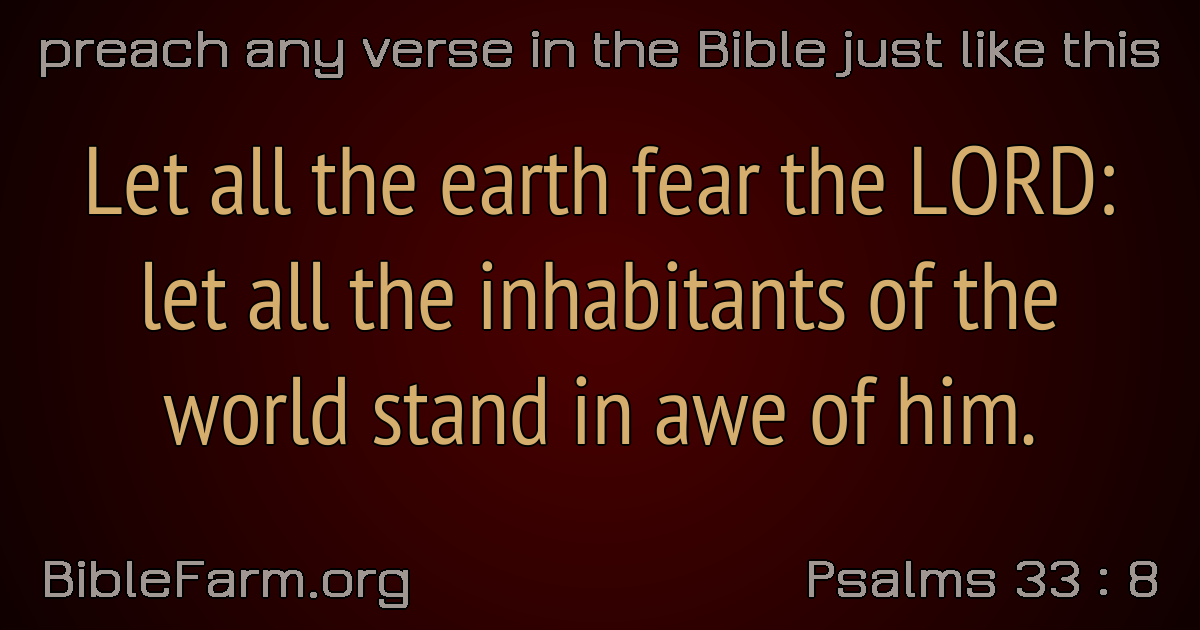 preach any verse in the Bible just like this
Let all the earth fear the LORD:
let all the inhabitants of the
world stand in awe of him.
BibleFarm.org
Psalms 33 : 8